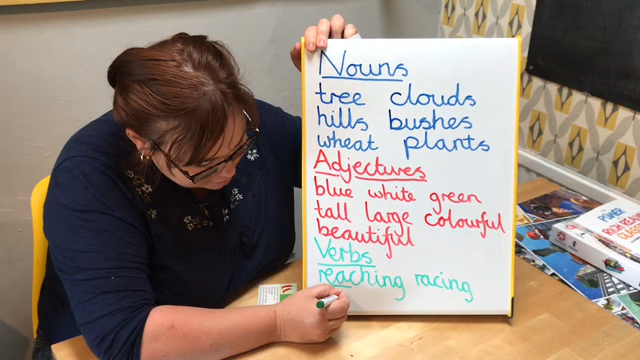 Nouns
tree clouds
hills bushes
wheat plants
Adjectives
blue white green
tall large colourful
beautiful
Verbs
reaching racing